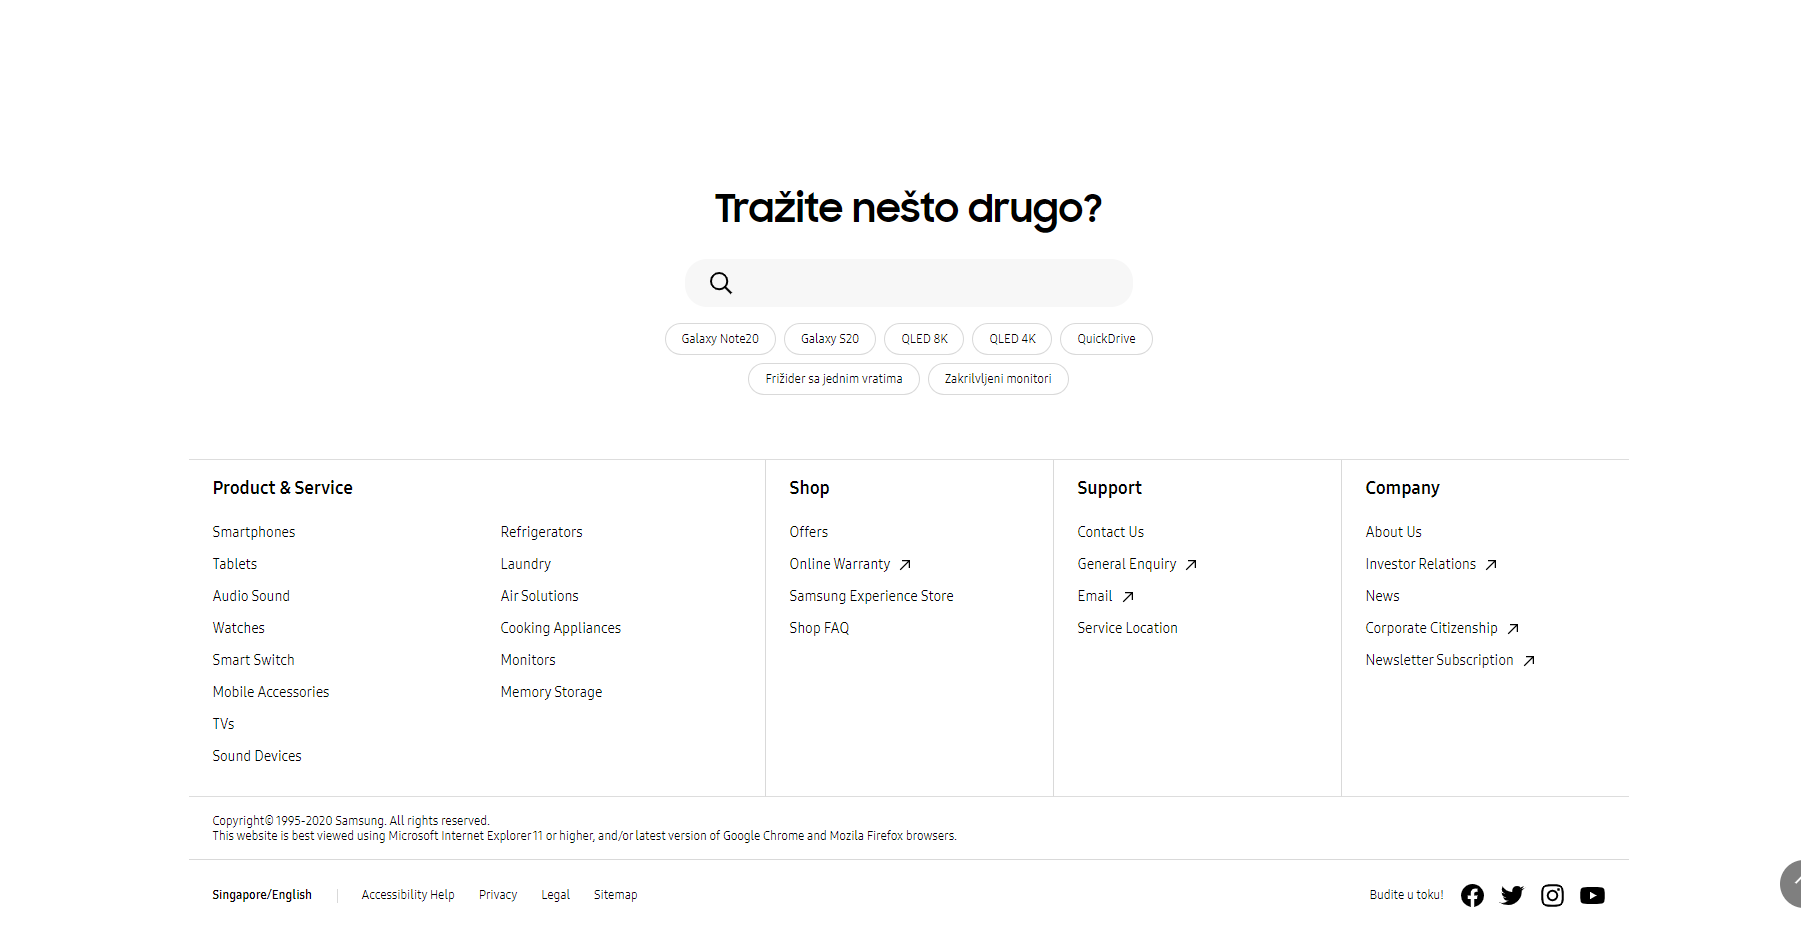 Tražite nešto drugo?
Galaxy Note20
Galaxy S20
QLED 8K
QLED 4K
QuickDrive
Frižider sa jednim vratima
Zakrilvljeni monitori
Product & Service
Smartphones
Tablets
Audio Sound
Watches
Smart Switch
Mobile Accessories
TVs
Sound Devices
Refrigerators
Laundry
Air Solutions
Cooking Appliances
Monitors
Memory Storage
Shop
Offers
Online Warranty
Samsung Experience Store
Shop FAQ
Support
Contact Us
General Enquiry
Email
Service Location
Company
About Us
Investor Relations
News
Corporate Citizenship
Newsletter Subscription
Copyright© 1995-2020 Samsung. All rights reserved.
This website is best viewed using Microsoft Internet Explorer 11 or higher, and/or latest version of Google Chrome and Mozila Firefox browsers.
Singapore/English
Accessibility Help
Privacy
Legal
Sitemap
Budite u toku!